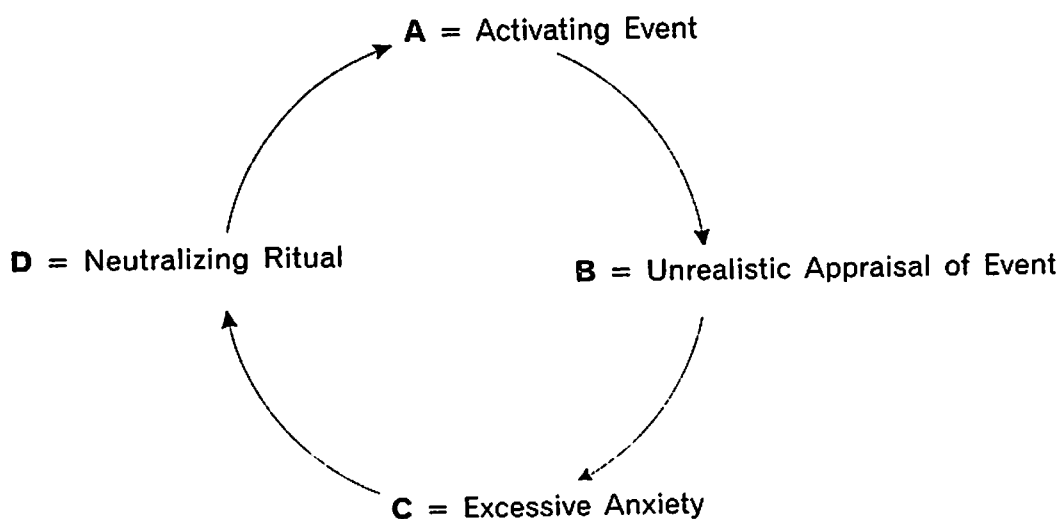 A = Activating Event
D = Neutralizing Ritual
B = Unrealistic Appraisal of Event
C = Excessive Anxiety